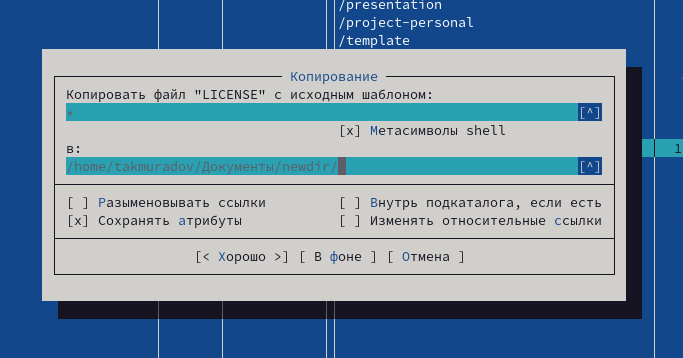 /presentation
/project-personal
/template
Копирование
Копировать файл "LICENSE" с исходным шаблоном:
* [^]
[x] Метасимволы shell
в:
/home/takmuradov/Документы/newdir/ [^]
1
[ ] Разыменовывать ссылки [ ] Внутрь подкаталога, если есть
[x] Сохранять атрибуты [ ] Изменять относительные ссылки
[< Хорошо >] [ В фоне ] [ Отмена ]